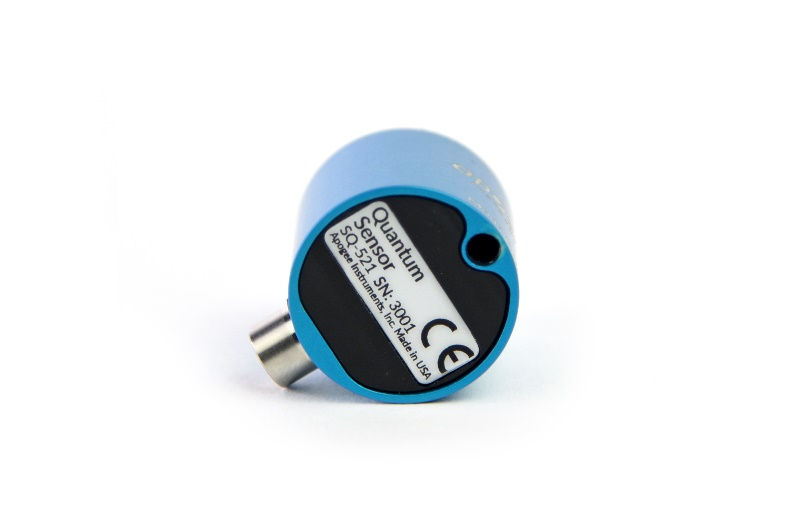 Quantum
Sensor
SQ-521 SN: 3001
Apogee Instruments, Inc. Made in USA
CE